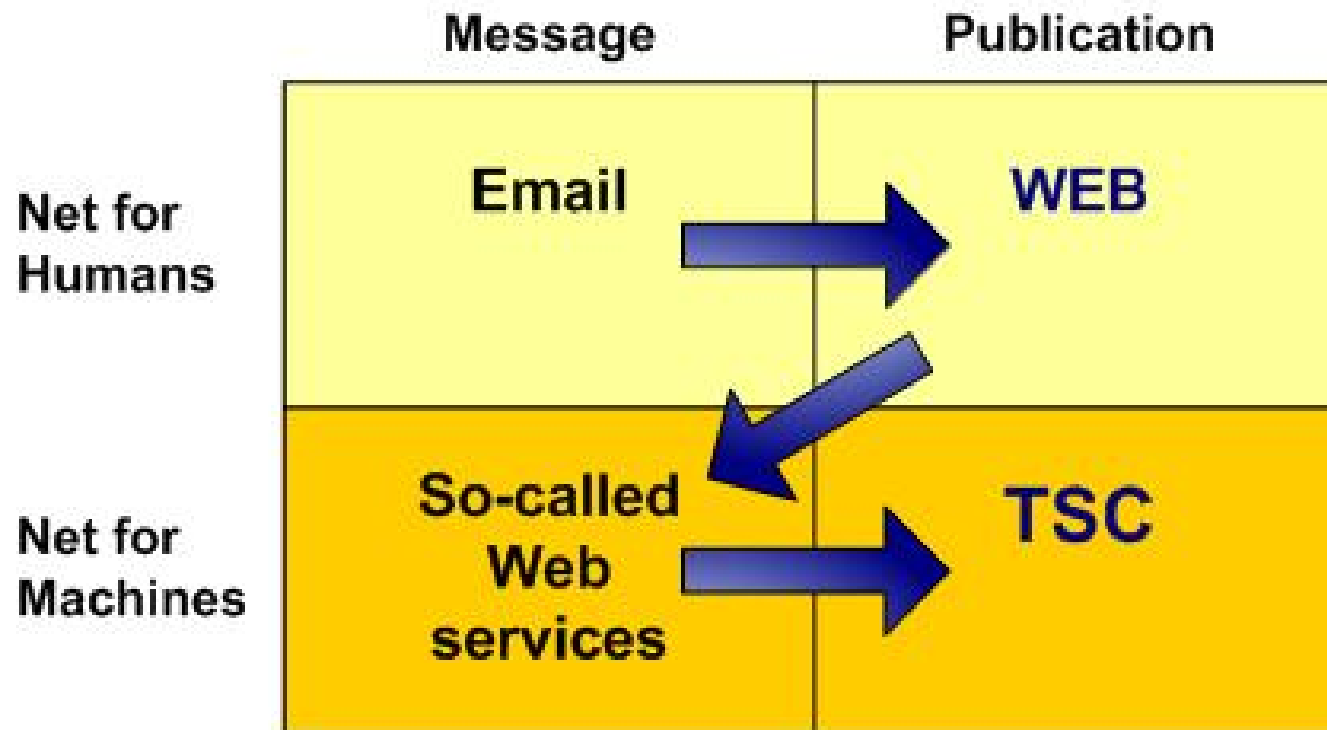 Message
Publication
Net for
Humans
Email
WEB
Net for
Machines
So-called
Web
services
TSC